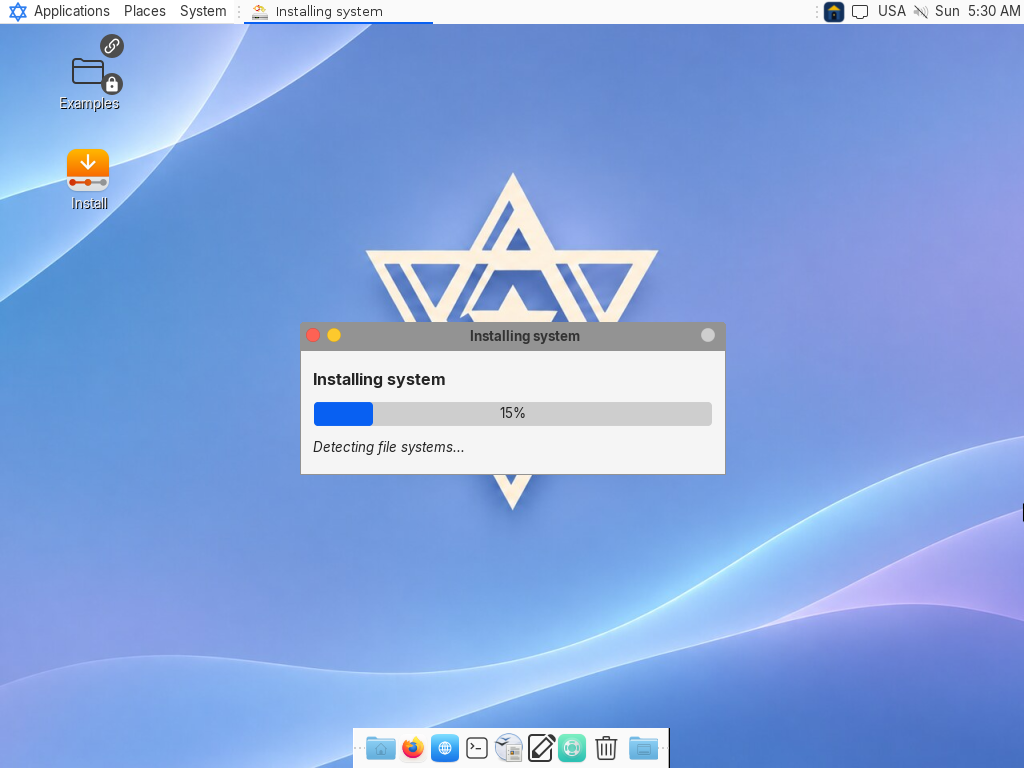 Applications Places System Installing system USA Sun 5:30 AM
Examples
Install
Installing system
Installing system
15%
Detecting file systems...